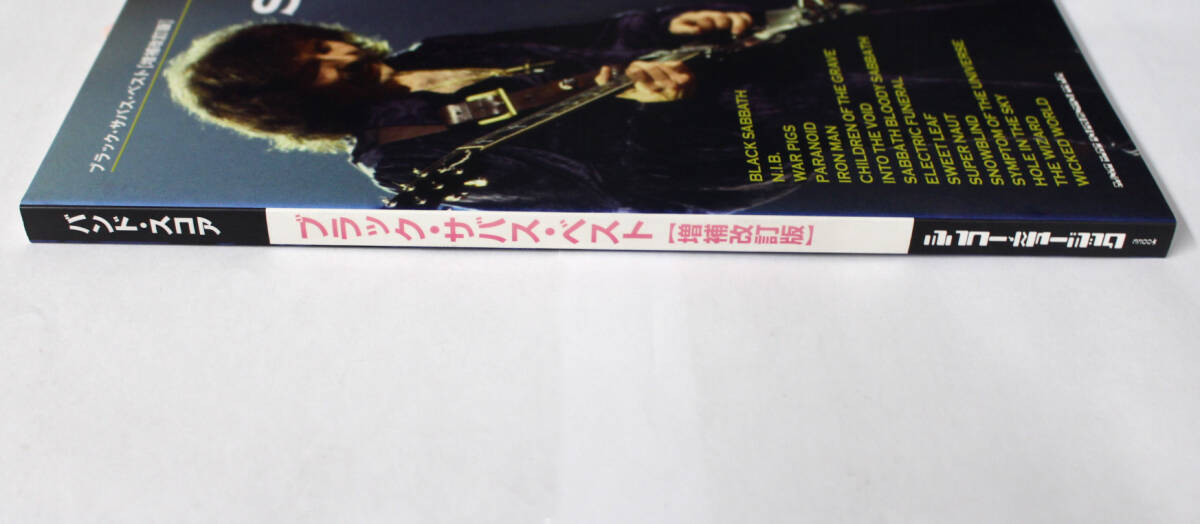 S
ブラック・サバス・ベスト[増補改訂版]
BLACK SABBATH
N.I.B.
WAR PIGS
PARANOID
IRON MAN
CHILDREN OF THE GRAVE
INTO THE VOID
SABBATH BLOODY SABBATH
ELECTRIC FUNERAL
SWEET LEAF
SUPER NAUT
SNOWBLIND
SYMPTOM OF THE UNIVERSE
HOLE IN THE SKY
THE WIZARD
WICKED WORLD
バンド・スコア
ブラック・サバス・ベスト【増補改訂版】
シンコーミュージック